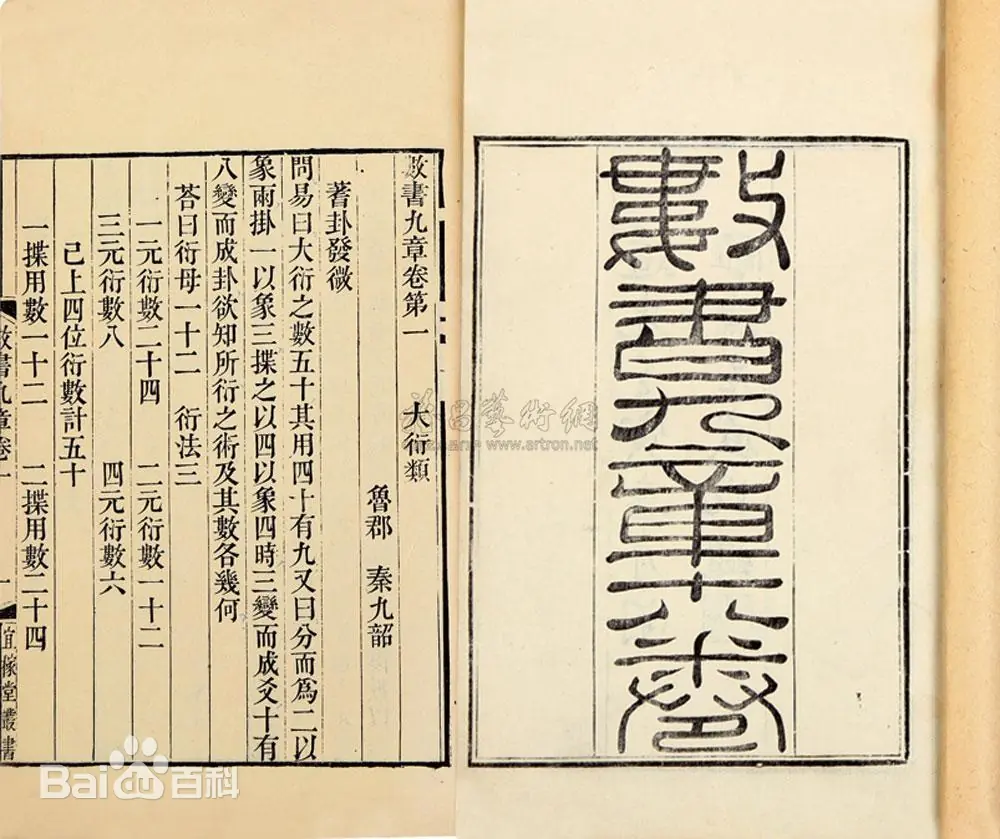 數書九章十八卷
數書九章卷第一 大衍類
魯郡 秦九韶
蓍卦發微
問易曰大衍之數五十其用四十有九又曰分而爲二以
象兩掛一以象三揲之以四以象四時三變而成爻十有
八變而成卦欲知所衍之術及其數各幾何
荅曰衍母一十二 衍法三
一元衍數二十四 二元衍數一十二
三元衍數八 四元衍數六
已上四位衍數計五十
一揲用數一十二 二揲用數二十四
數書九章卷一 一 宜稼堂叢書
昌藝術網
www.artron.net
Bai百科